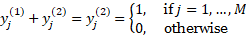 y_j^{(1)} + y_j^{(2)} = y_j^{(2)} = {1, if j = 1, ..., M
0, otherwise